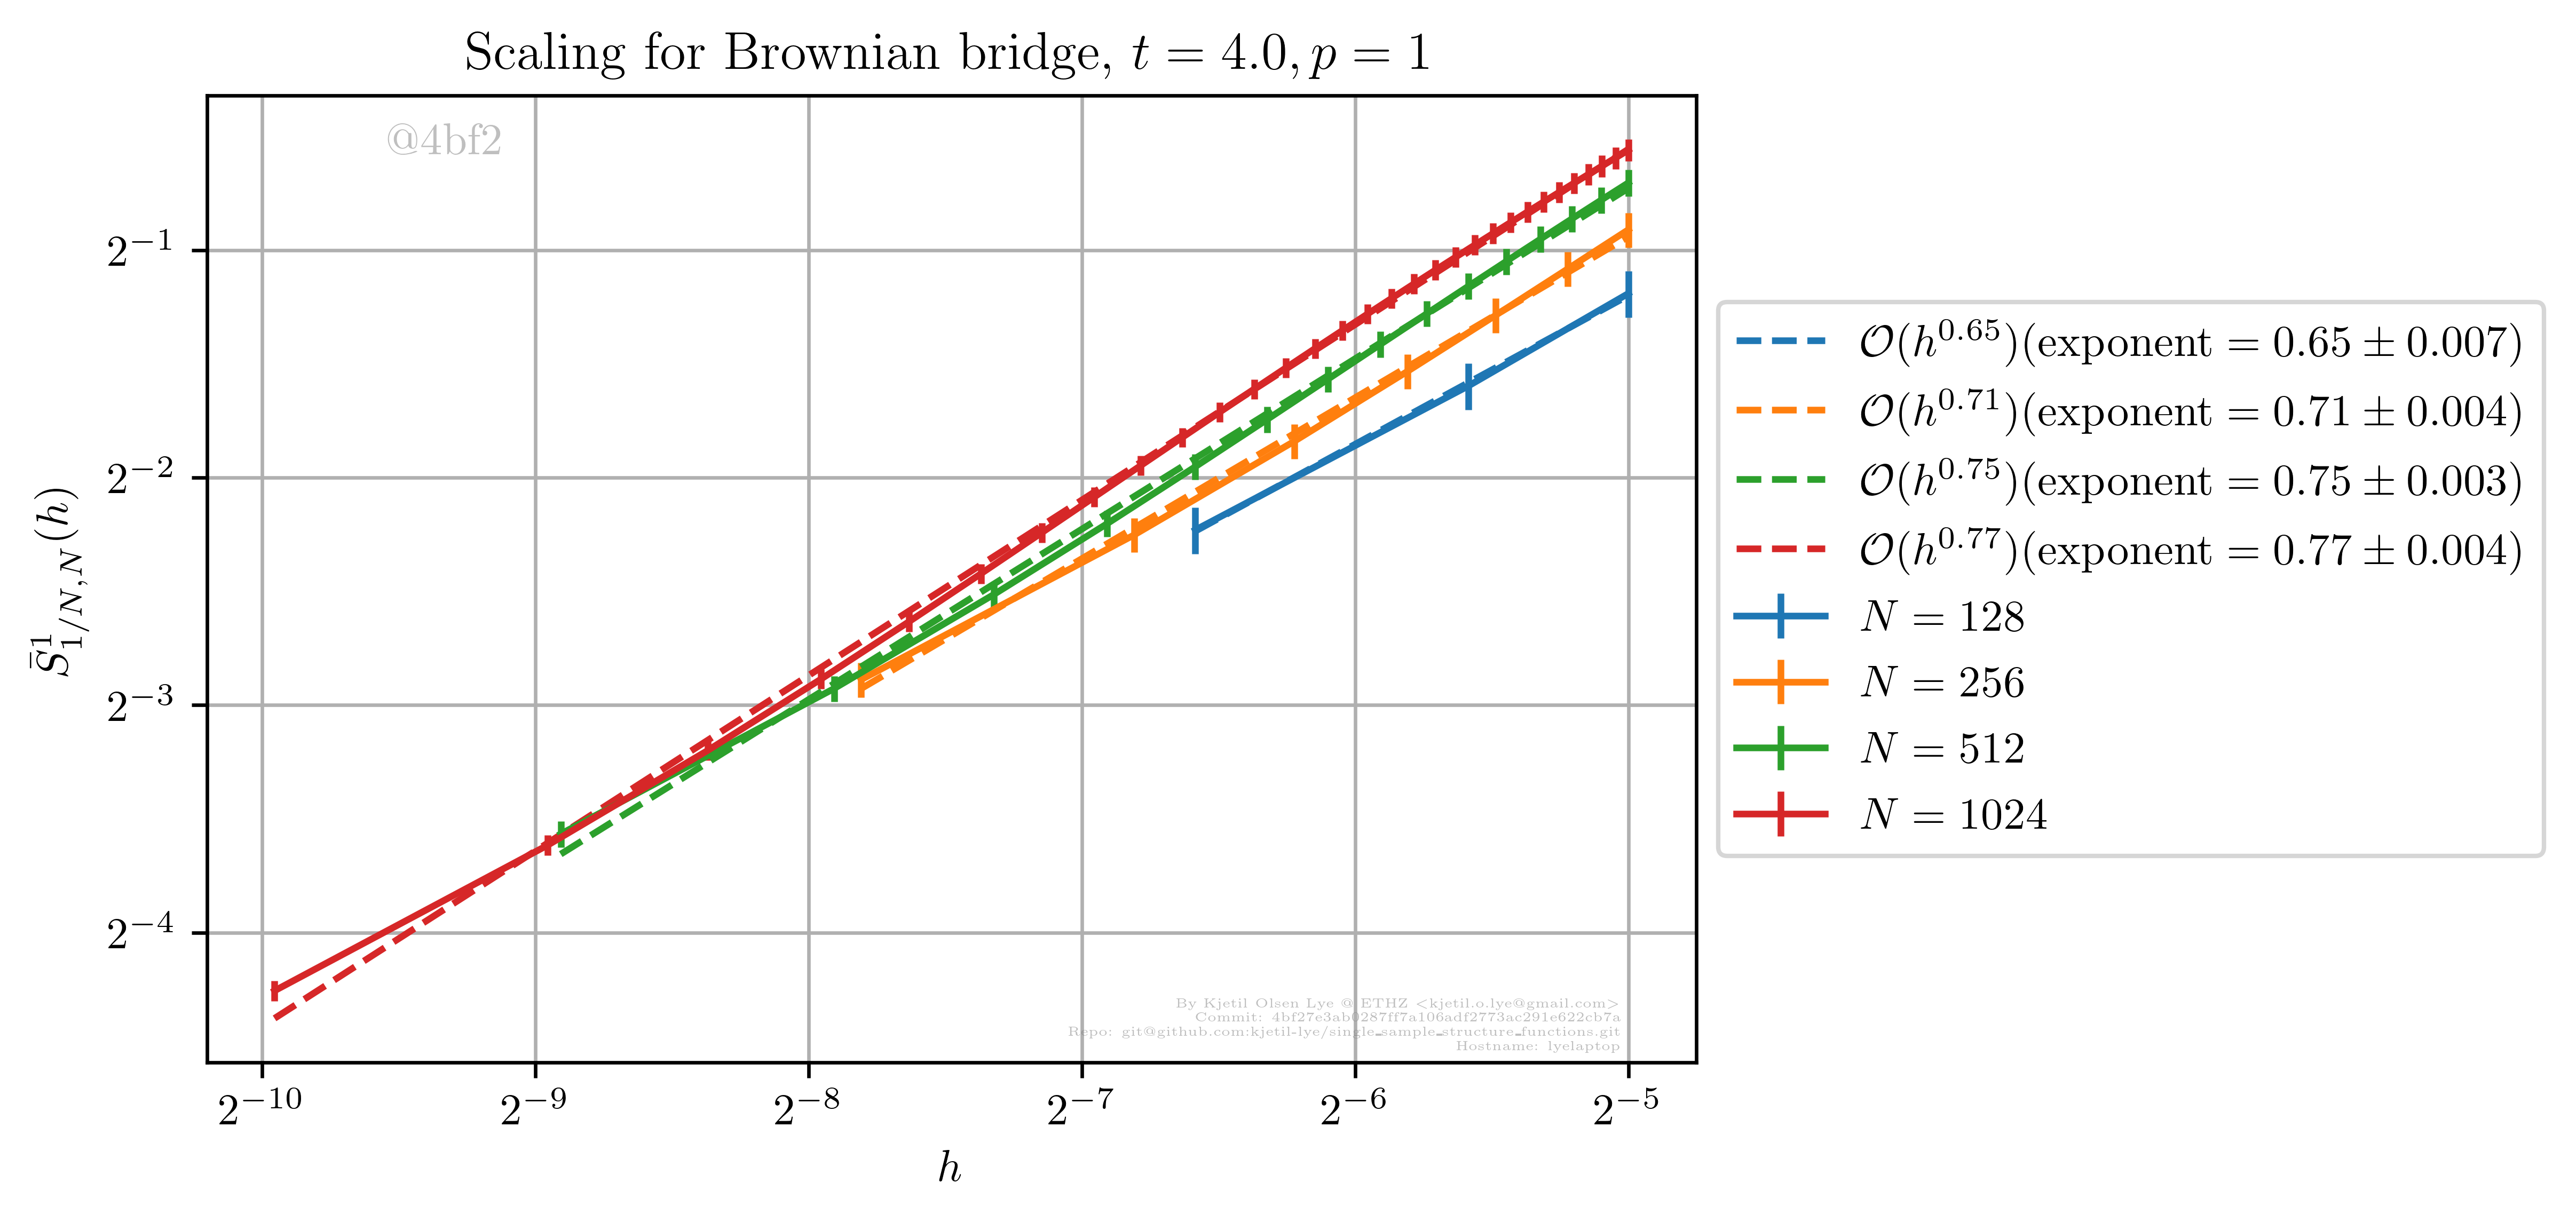 Scaling for Brownian bridge, t = 4.0, p = 1
@4bf2
2⁻¹
2⁻²
2⁻³
2⁻⁴
S̄¹_{1/N,N}(h)
By Kjetil Olsen Lye @ ETHZ <kjetil.o.lye@gmail.com>
Commit: 4bf27e3ab0287ff7a106adf2773ac291e622cb7a
Repo: git@github.com:kjetil-lye/single_sample_structure_functions.git
Hostname: lyelaptop
2⁻¹⁰ 2⁻⁹ 2⁻⁸ 2⁻⁷ 2⁻⁶ 2⁻⁵
h
𝒪(h^0.65)(exponent = 0.65 ± 0.007)
𝒪(h^0.71)(exponent = 0.71 ± 0.004)
𝒪(h^0.75)(exponent = 0.75 ± 0.003)
𝒪(h^0.77)(exponent = 0.77 ± 0.004)
N = 128
N = 256
N = 512
N = 1024